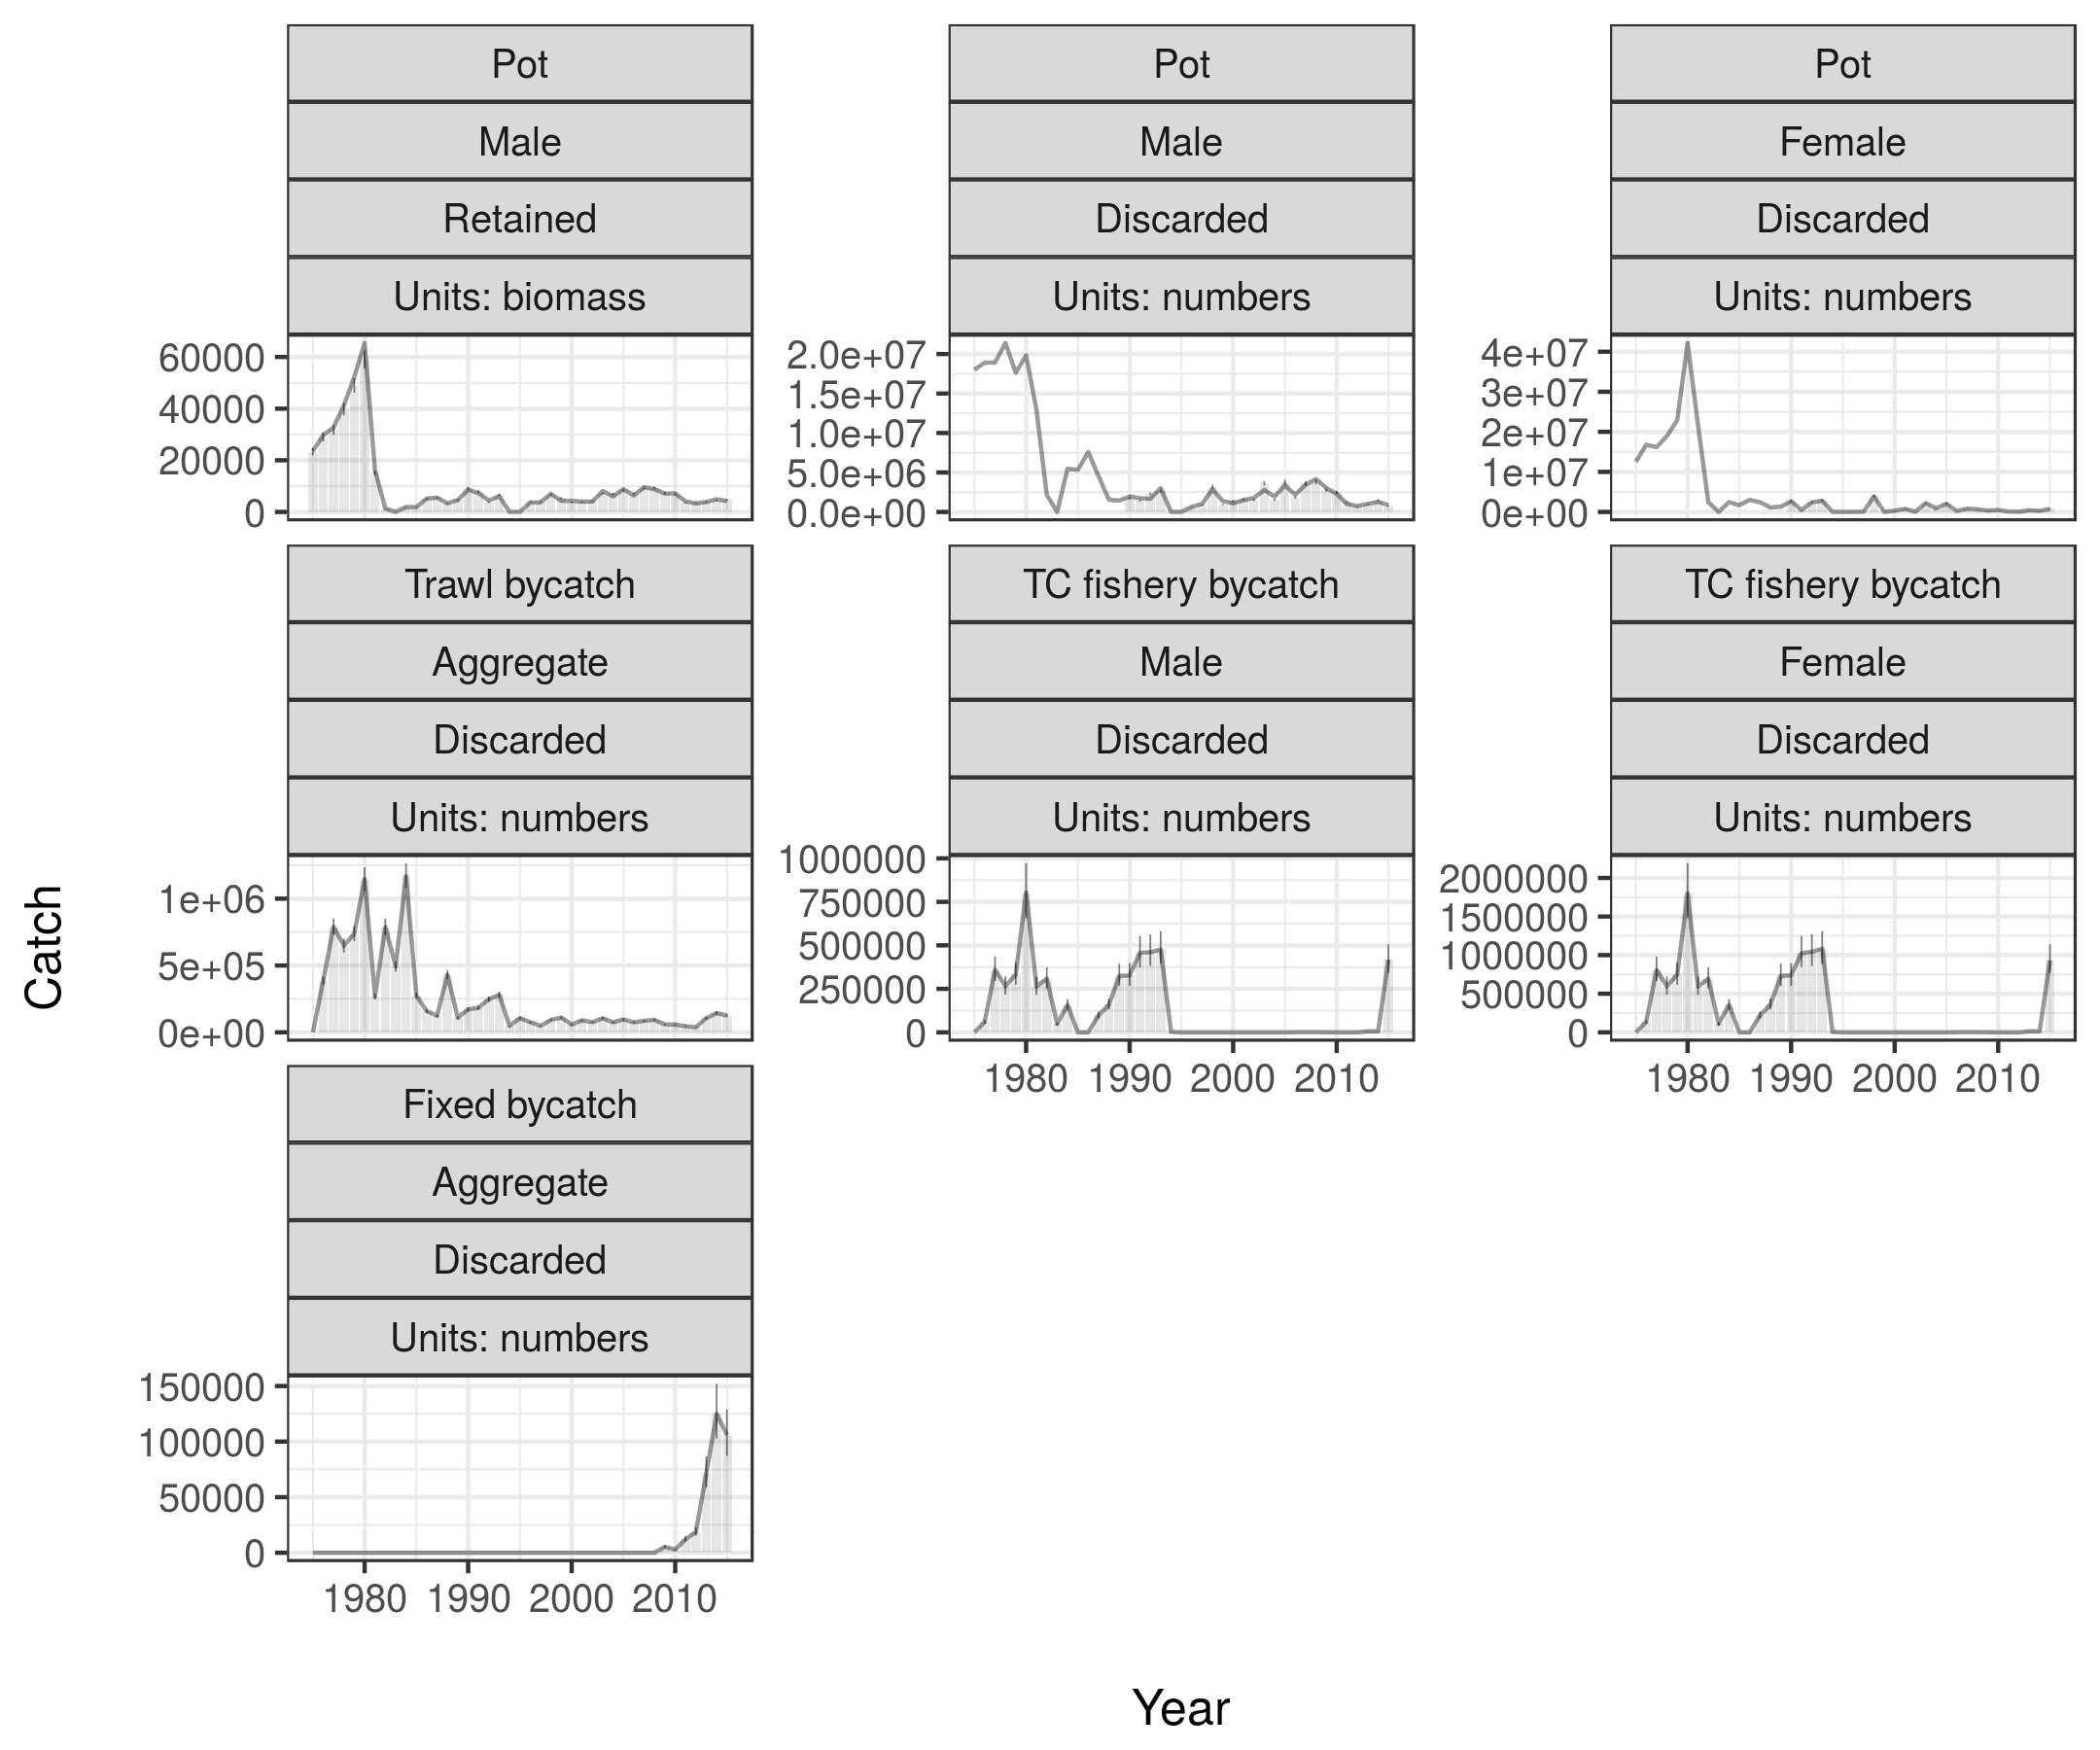 Pot
Male
Retained
Units: biomass
60000
40000
20000
0
Pot
Male
Discarded
Units: numbers
2.0e+07
1.5e+07
1.0e+07
5.0e+06
0.0e+00
Pot
Female
Discarded
Units: numbers
4e+07
3e+07
2e+07
1e+07
0e+00
Trawl bycatch
Aggregate
Discarded
Units: numbers
1e+06
5e+05
0e+00
TC fishery bycatch
Male
Discarded
Units: numbers
1000000
750000
500000
250000
0
1980 1990 2000 2010
TC fishery bycatch
Female
Discarded
Units: numbers
2000000
1500000
1000000
500000
0
1980 1990 2000 2010
Fixed bycatch
Aggregate
Discarded
Units: numbers
150000
100000
50000
0
1980 1990 2000 2010
Catch
Year